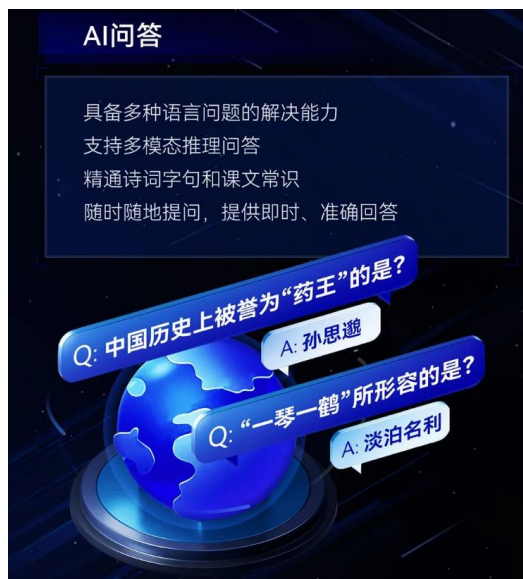 AI问答
具备多种语言问题的解决能力
支持多模态推理问答
精通诗词字句和课文常识
随时随地提问，提供即时、准确回答
Q: 中国历史上被誉为“药王”的是？
A: 孙思邈
Q: “一琴一鹤”所形容的是？
A: 淡泊名利